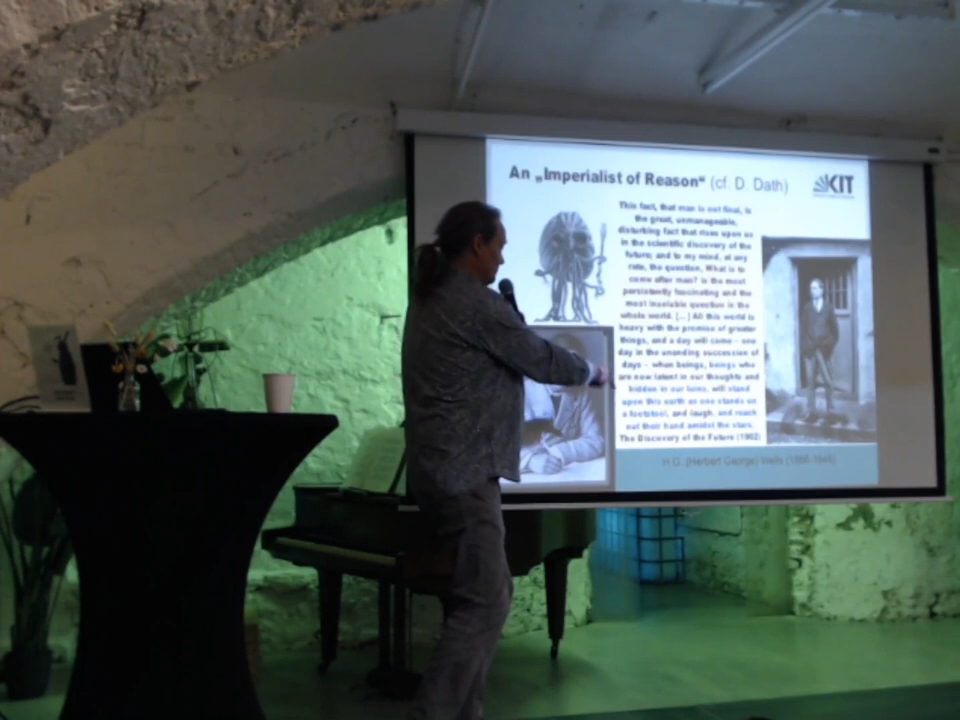 An „Imperialist of Reason“ (cf. D. Dath)
KIT
This fact, that man is not final, is
the great, unmanageable,
disturbing fact that rises upon us
in the scientific discovery of the
future; and to my mind, at any
rate, the question, What is to
come after man? is the most
persistently fascinating and the
most insoluble question in the
whole world. [...] All this world is
heavy with the promise of greater
things, and a day will come – one
day in the unending succession of
days – when beings, beings who
are now latent in our thoughts and
hidden in our loins, will stand
upon this earth as one stands on
a footstool, and laugh, and reach
out their hand amidst the stars.
The Discovery of the Future (1902)
H.G. (Herbert George) Wells (1866-1946)